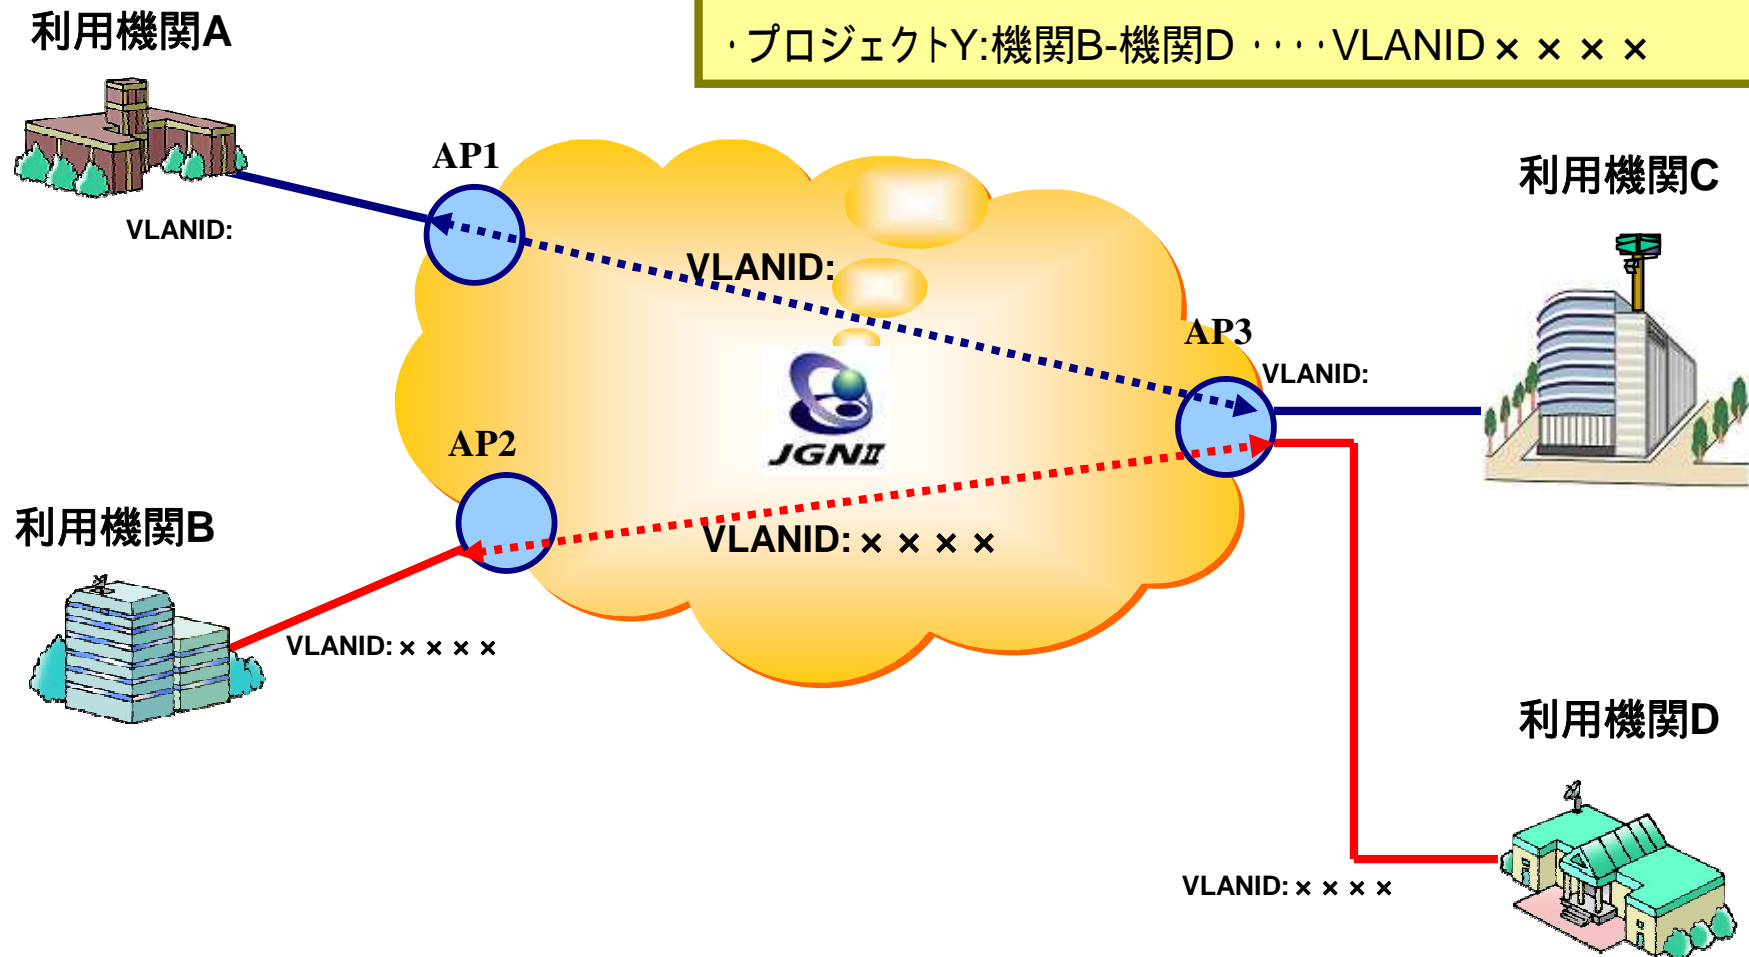 利用機関A
・プロジェクトY:機関B-機関D ････VLANID××××
AP1
利用機関C
VLANID:
VLANID:
AP3
VLANID:
JGNⅡ
AP2
利用機関B
VLANID:××××
VLANID:××××
利用機関D
VLANID:××××